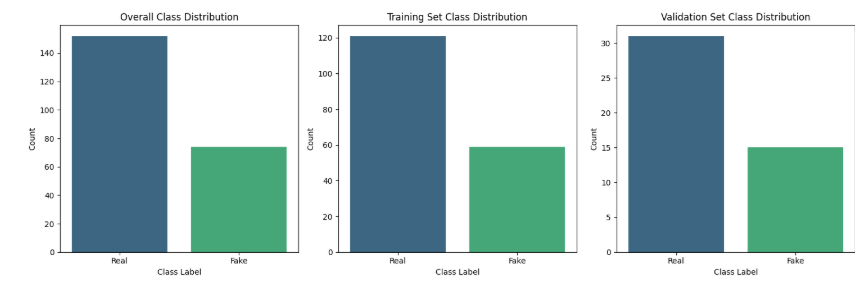 Overall Class Distribution
Count
140
120
100
80
60
40
20
0
Real
Fake
Class Label
Training Set Class Distribution
Count
120
100
80
60
40
20
0
Real
Fake
Class Label
Validation Set Class Distribution
Count
30
25
20
15
10
5
0
Real
Fake
Class Label